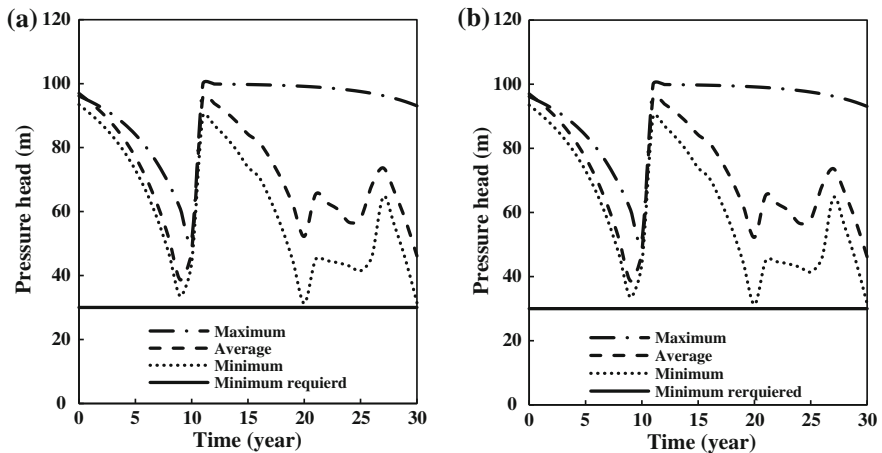 (a)
120
100
80
60
40
20
0
Pressure head (m)
Maximum
Average
Minimum
Minimum requierd
0 5 10 15 20 25 30
Time (year)
(b)
120
100
80
60
40
20
0
Pressure head (m)
Maximum
Average
Minimum
Minimum rerquiered
0 5 10 15 20 25 30
Time (year)